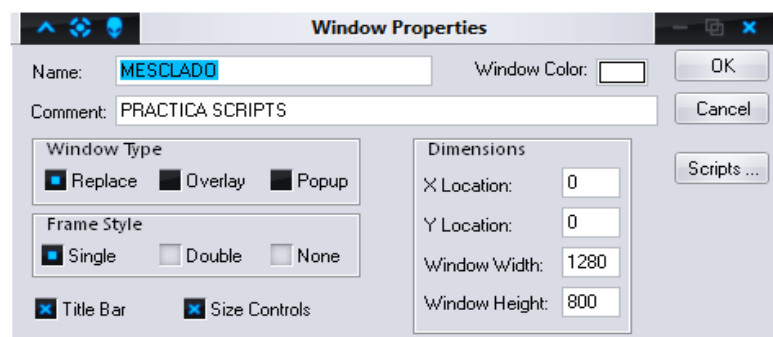 Window Properties
Name: MESCLADO Window Color: OK
Comment: PRACTICA SCRIPTS Cancel
Window Type Dimensions Scripts ...
Replace Overlay Popup X Location: 0
Frame Style Y Location: 0
Single Double None Window Width: 1280
Title Bar Size Controls Window Height: 800